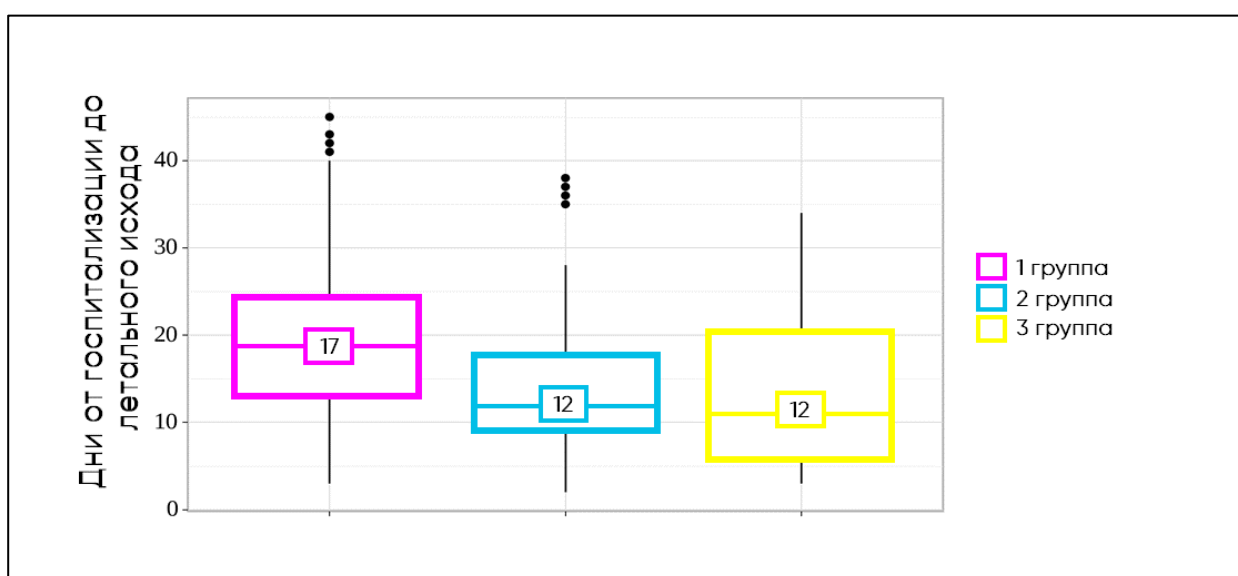 Дни от госпитализации до
летального исхода
40
30
20
10
0
17
12
12
1 группа
2 группа
3 группа